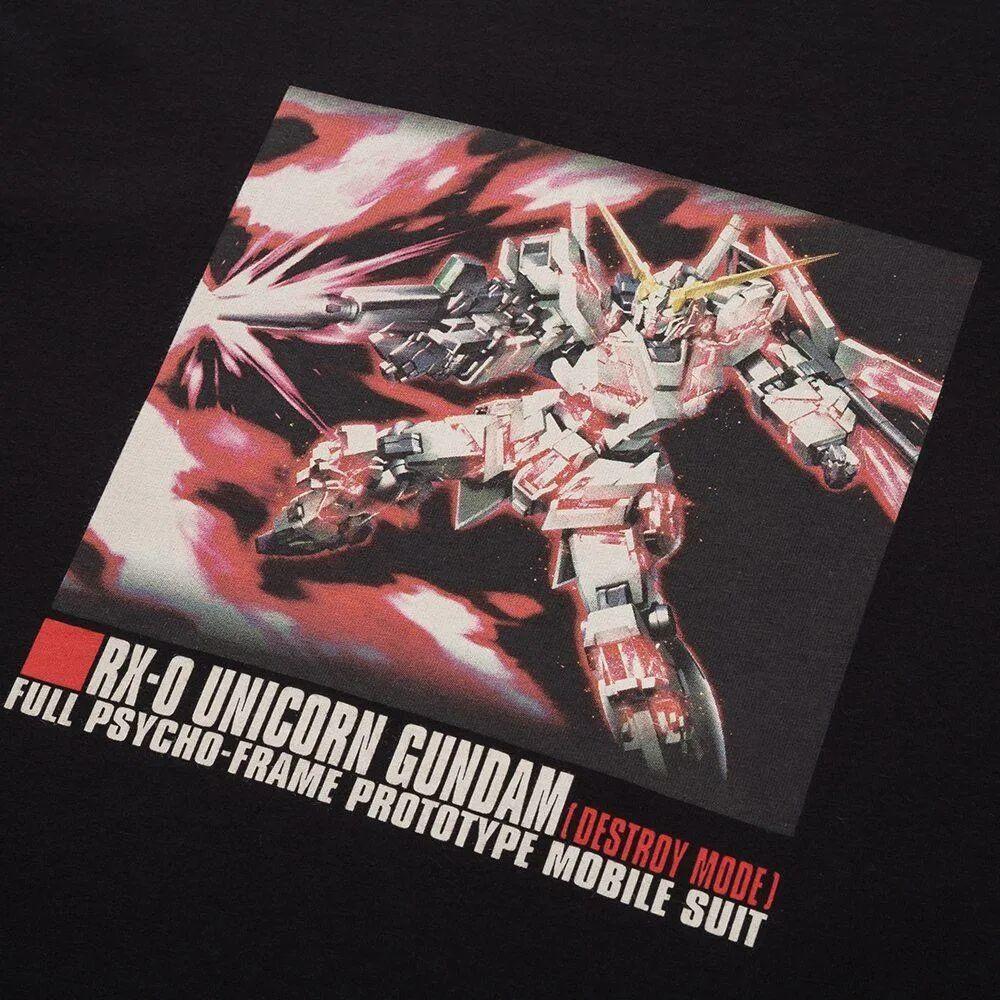 RX-0 UNICORN GUNDAM [DESTROY MODE]
FULL PSYCHO-FRAME PROTOTYPE MOBILE SUIT